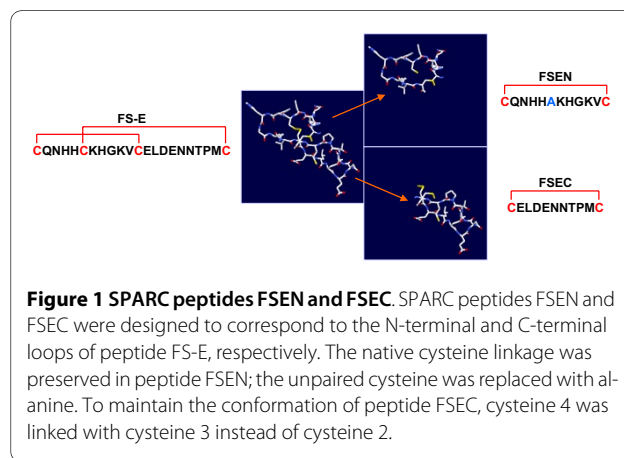 FS-E
CQNHHCKHGKVCELDENNTPMC
FSEN
CQNHHAKHGKVC
FSEC
CELDENNTPMC
Figure 1 SPARC peptides FSEN and FSEC. SPARC peptides FSEN and
FSEC were designed to correspond to the N-terminal and C-terminal
loops of peptide FS-E, respectively. The native cysteine linkage was
preserved in peptide FSEN; the unpaired cysteine was replaced with al-
anine. To maintain the conformation of peptide FSEC, cysteine 4 was
linked with cysteine 3 instead of cysteine 2.